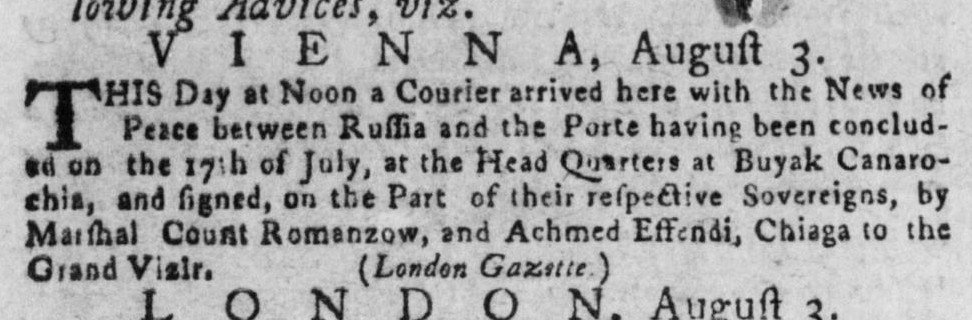 lowing Advices, viz.
V I E N N A, Auguſt 3.
THIS Day at Noon a Courier arrived here with the News of
Peace between Ruſſia and the Porte having been conclud-
ed on the 17th of July, at the Head Quarters at Buyak Canaro-
chia, and ſigned, on the Part of their reſpective Sovereigns, by
Marſhal Count Romanzow, and Achmed Effendi, Chiaga to the
Grand Viair. (London Gazette.)
L O N D O N, Auguſt 3.